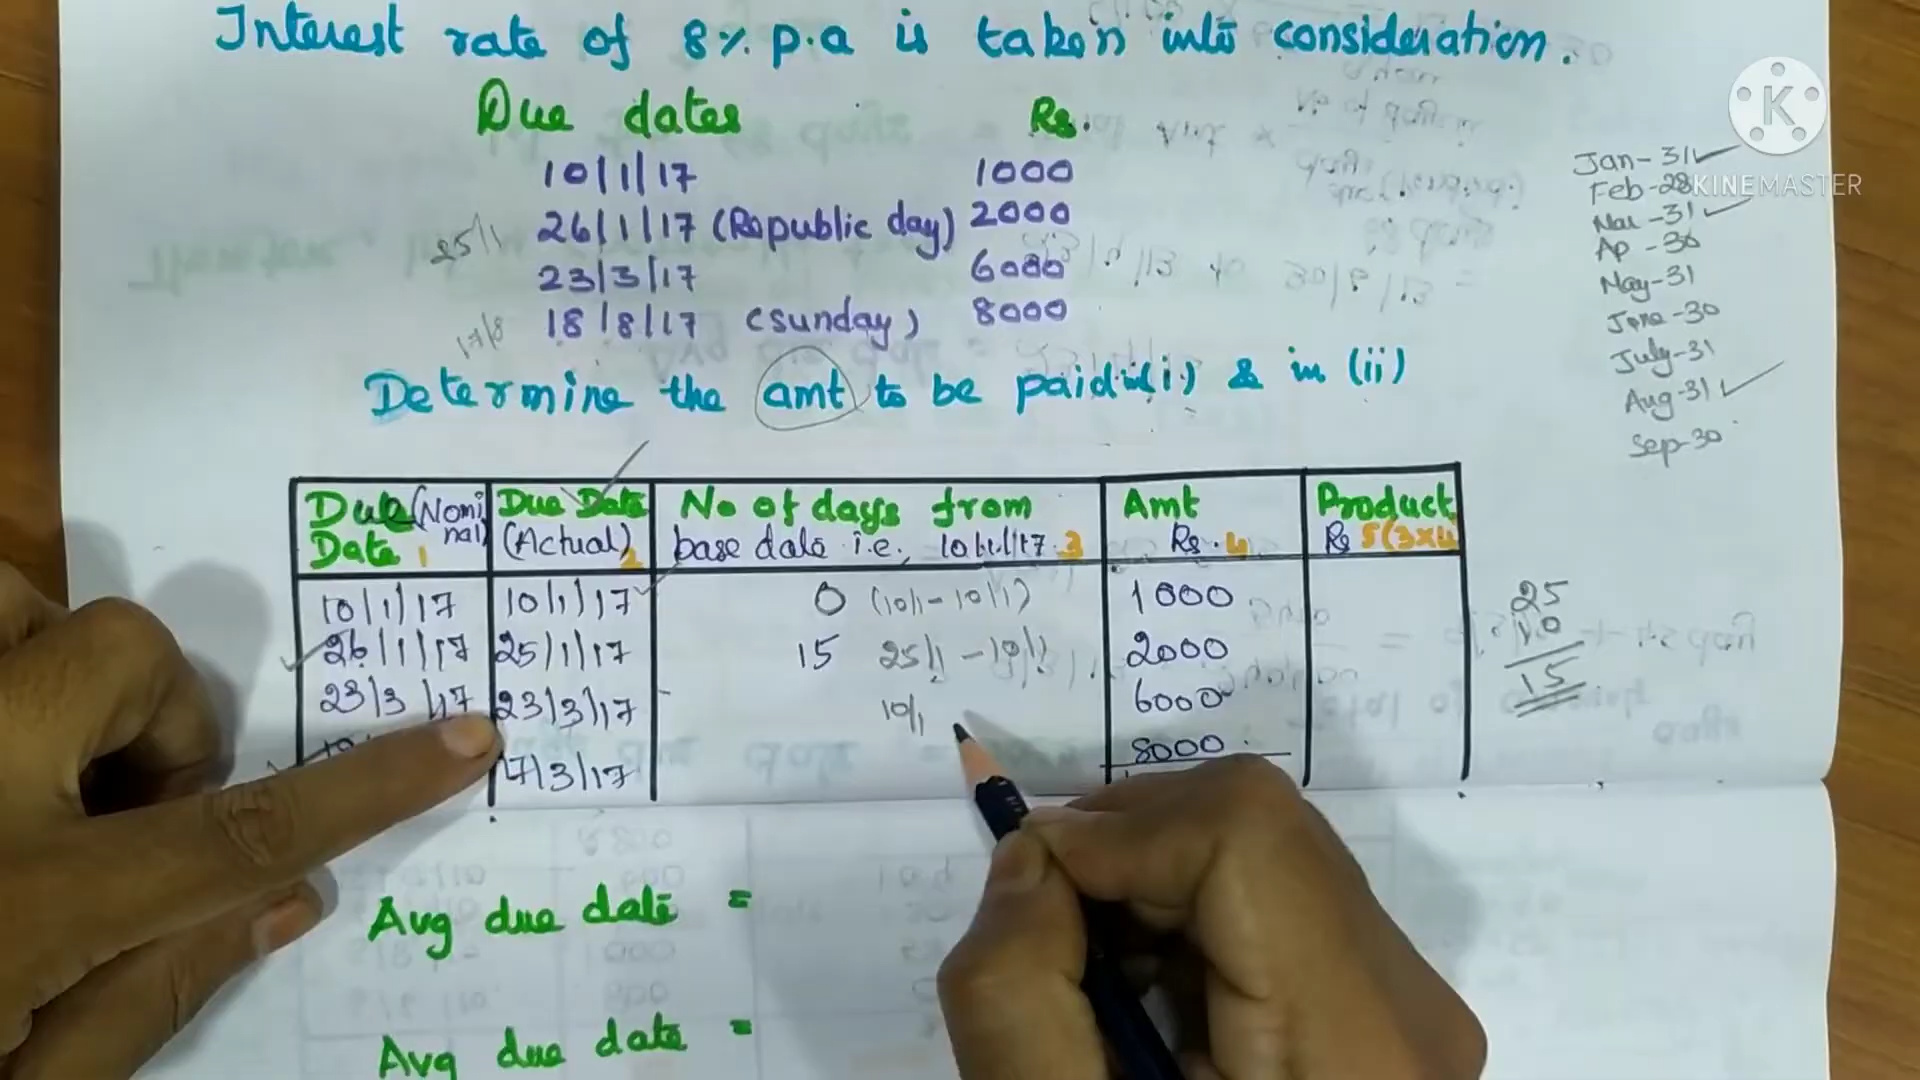 Interest rate of 8% p.a is taken into consideration.
Due dates Rs.
10/1/17 1000
25/1 26/1/17 (Republic day) 2000
23/3/17 6000
17/8 18/8/17 (sunday) 8000
Determine the amt to be paid in (i) & in (ii)
Jan-31
Feb-28
Mar-31
Ap-30
May-31
June-30
July-31
Aug-31
Sep-30
K
KINEMASTER
Due (Nominal) Date 1
Due Date (Actual) 2
No of days from base date i.e., 10/1/17 3
Amt Rs. 4
Product Rs 5(3x4)
10/1/17 10/1/17 0 (10/1-10/1) 1000
26/1/17 25/1/17 15 25/1-10/1 2000
23/3/17 23/3/17 10/1 6000
17/3/17 8000
25
10
15
Avg due date =
Avg due date =